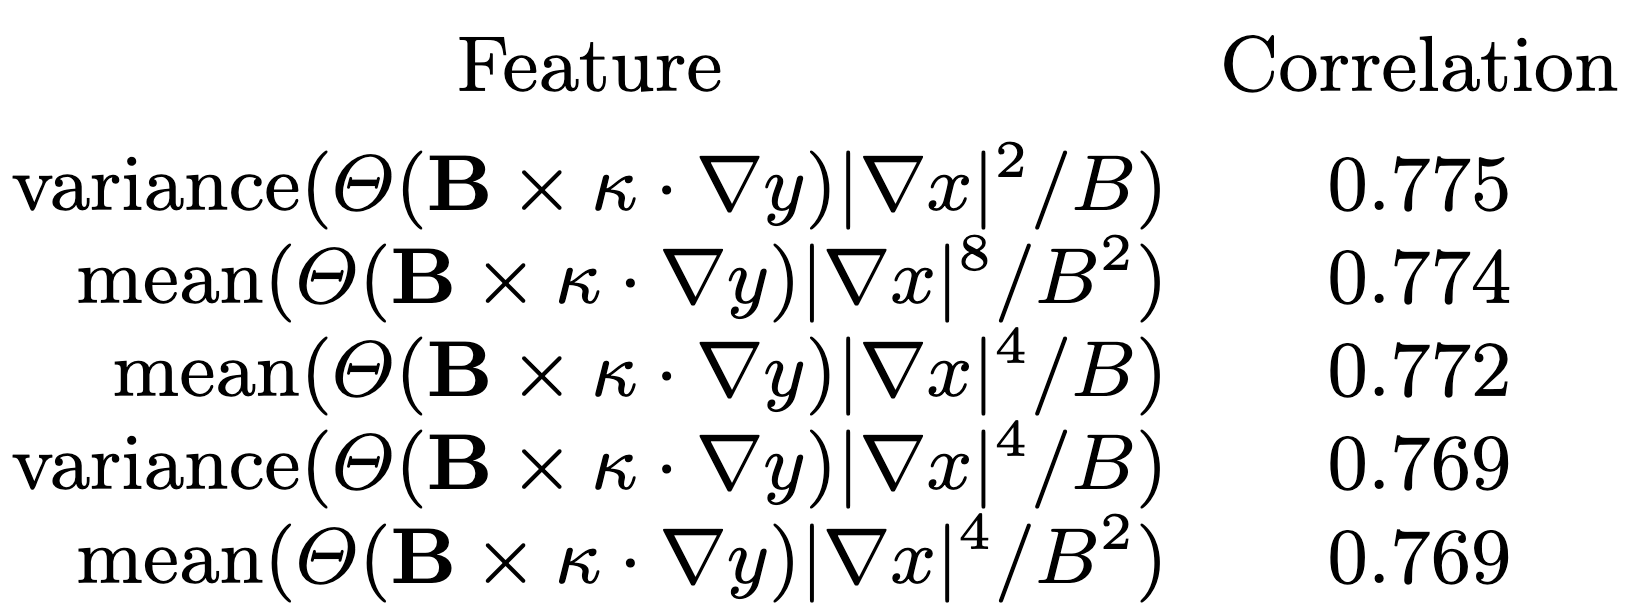 Feature Correlation
variance(Θ(𝐁 × κ · ∇y)|∇x|²/B) 0.775
mean(Θ(𝐁 × κ · ∇y)|∇x|⁸/B²) 0.774
mean(Θ(𝐁 × κ · ∇y)|∇x|⁴/B) 0.772
variance(Θ(𝐁 × κ · ∇y)|∇x|⁴/B) 0.769
mean(Θ(𝐁 × κ · ∇y)|∇x|⁴/B²) 0.769